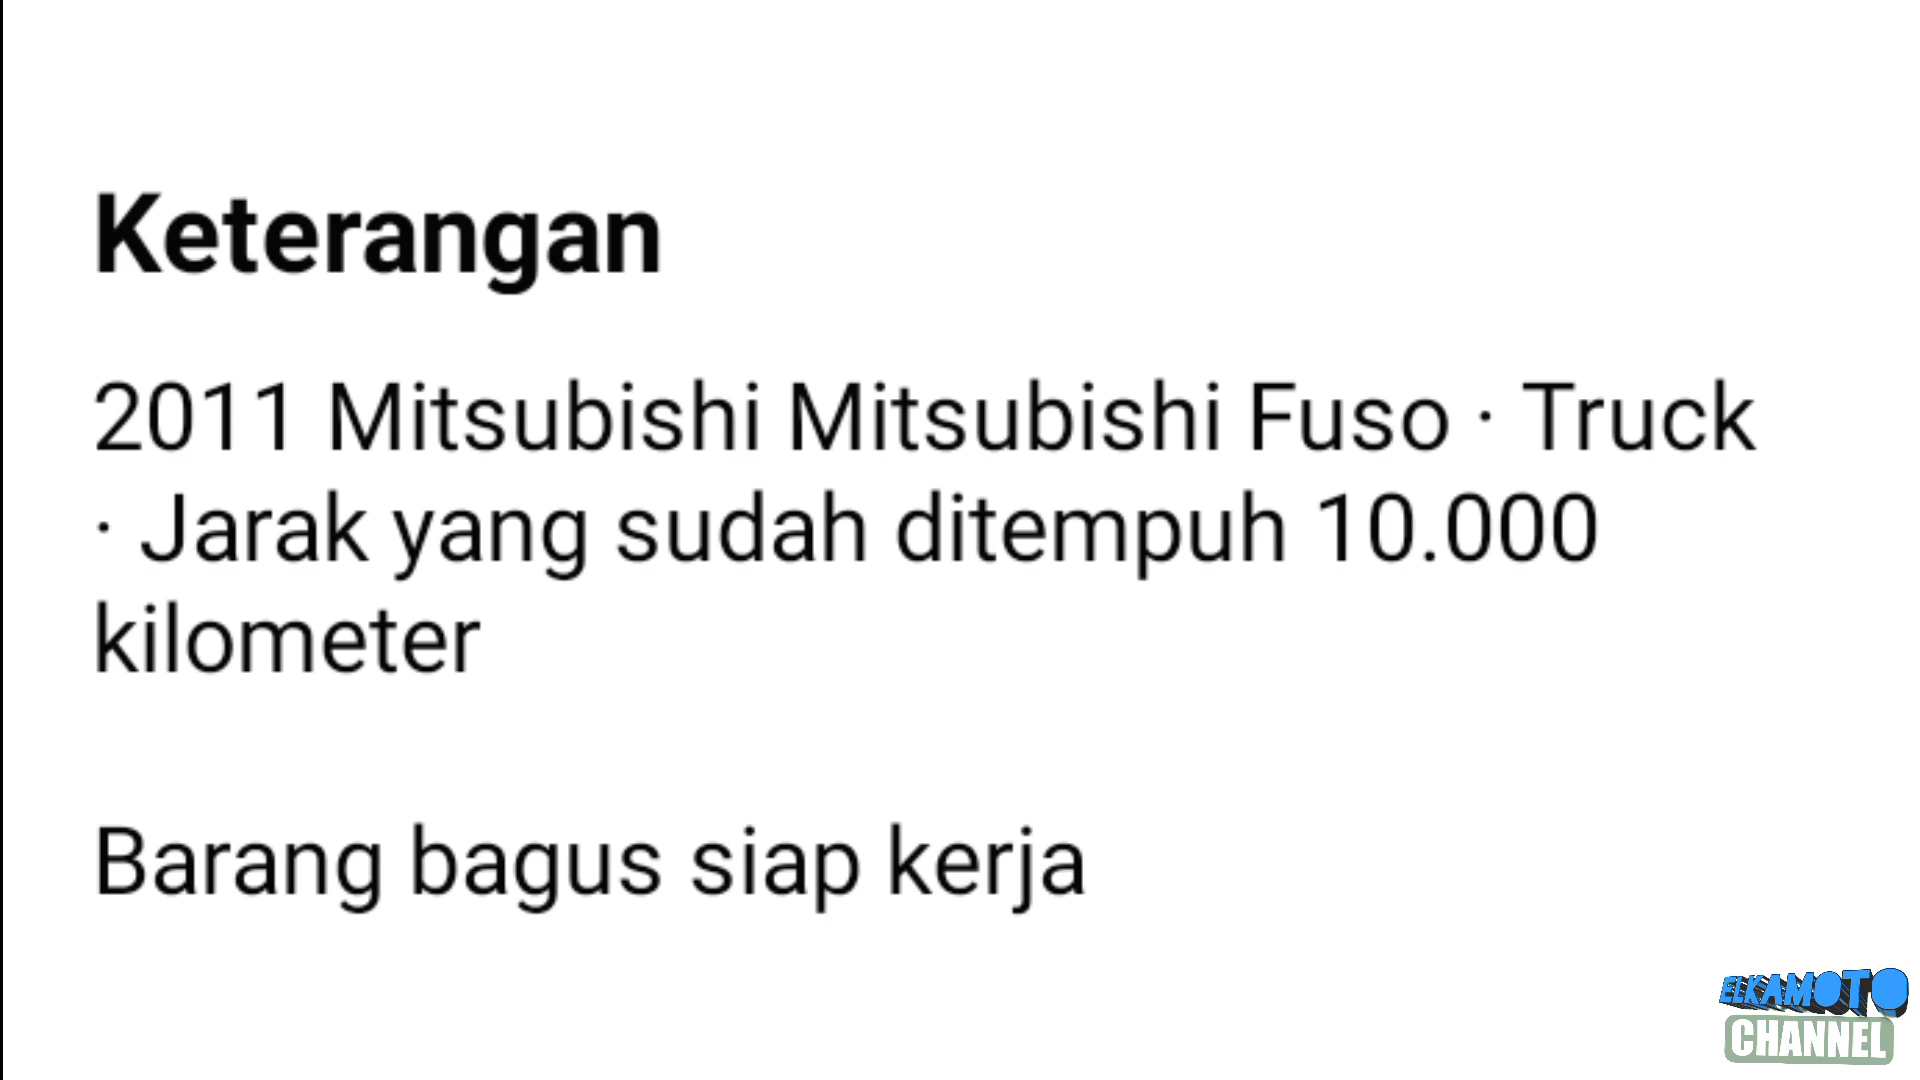 Keterangan
2011 Mitsubishi Mitsubishi Fuso · Truck
· Jarak yang sudah ditempuh 10.000
kilometer
Barang bagus siap kerja
ELKAMOTO
CHANNEL